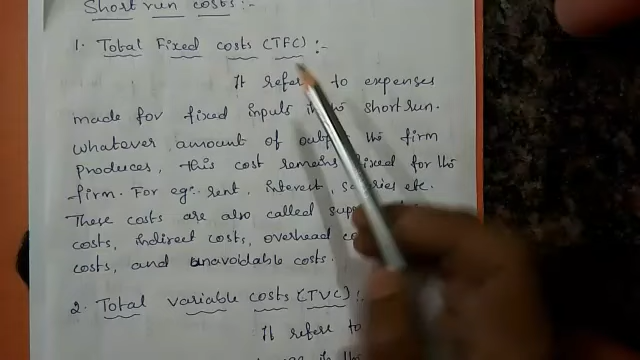 Short run costs:-
1. Total Fixed costs (TFC):-
It refers to expenses
made for fixed inputs in the short run.
whatever amount of output the firm
produces, this cost remains fixed for the
firm. For eg:- rent, interest, salaries etc.
These costs are also called
costs, indirect costs, overhead
costs, and unavoidable costs.
2. Total variable costs (TVC):
It refers to
in the